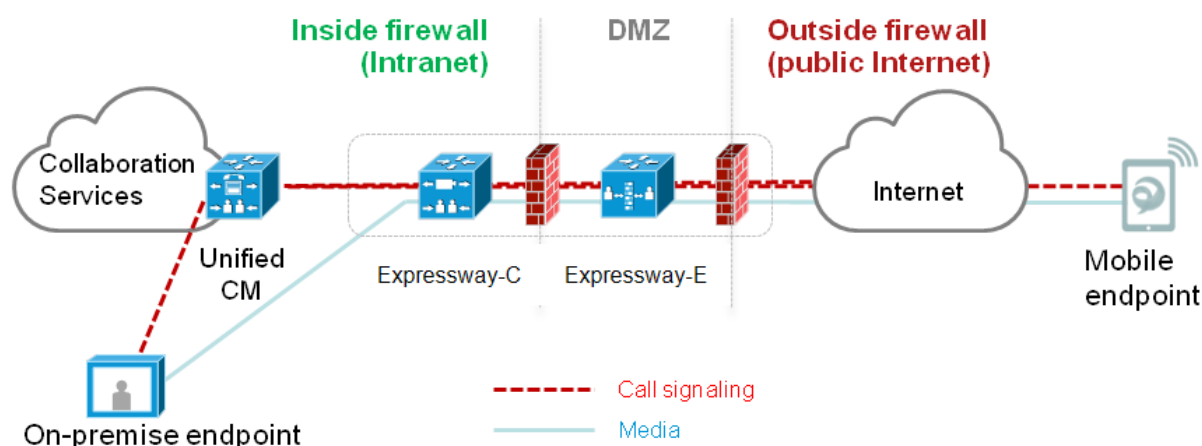 Inside firewall
(Intranet)
DMZ
Outside firewall
(public Internet)
Collaboration
Services
Internet
Unified
CM
Expressway-C
Expressway-E
Mobile
endpoint
On-premise endpoint
Call signaling
Media